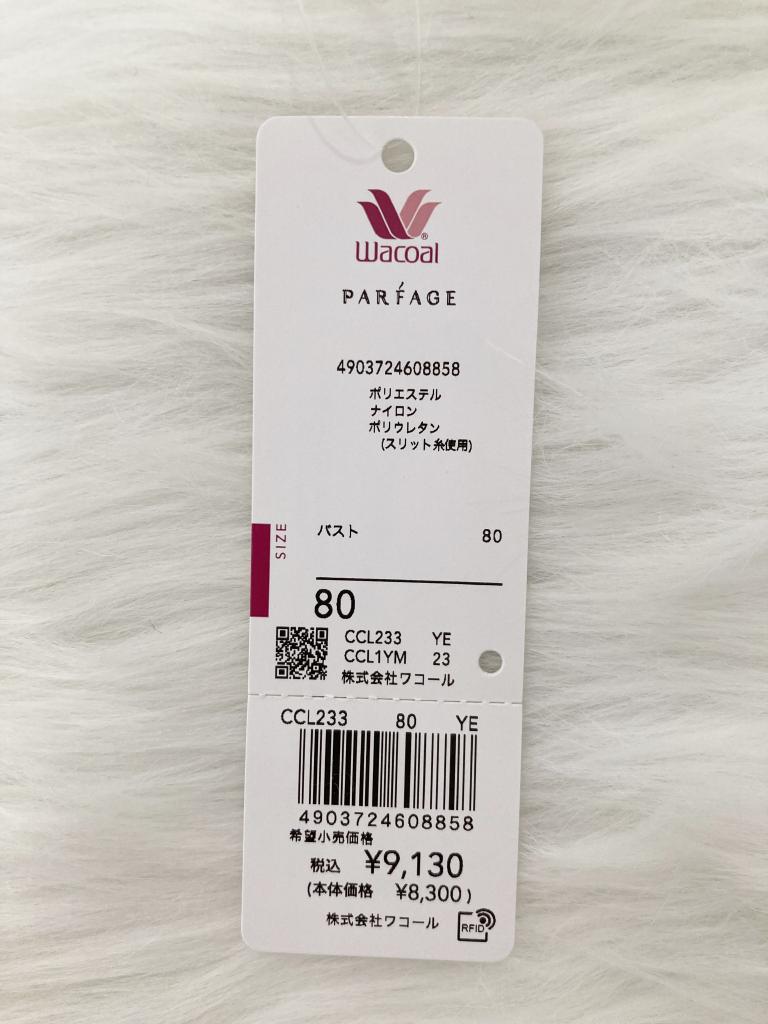 Wacoal®
PARFAGE
4903724608858
ポリエステル
ナイロン
ポリウレタン
(スリット糸使用)
SIZE
バスト 80
80
CCL233 YE
CCL1YM 23
株式会社ワコール
CCL233 80 YE
4903724608858
希望小売価格
税込 ¥9,130
(本体価格 ¥8,300)
株式会社ワコール
RFID